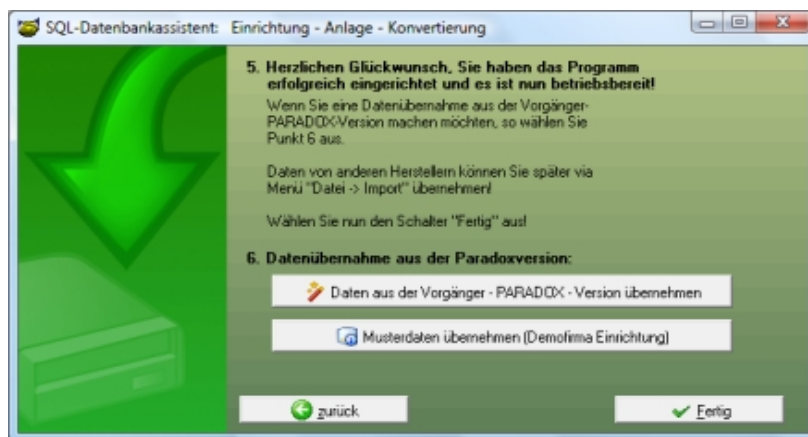 SQL-Datenbankassistent: Einrichtung - Anlage - Konvertierung
5. Herzlichen Glückwunsch, Sie haben das Programm
erfolgreich eingerichtet und es ist nun betriebsbereit!
Wenn Sie eine Datenübernahme aus der Vorgänger-
PARADOX-Version machen möchten, so wählen Sie
Punkt 6 aus.
Daten von anderen Herstellern können Sie später via
Menü "Datei -> Import" übernehmen!
Wählen Sie nun den Schalter "Fertig" aus!
6. Datenübernahme aus der Paradoxversion:
Daten aus der Vorgänger - PARADOX - Version übernehmen
Musterdaten übernehmen (Demofirma Einrichtung)
zurück
Fertig